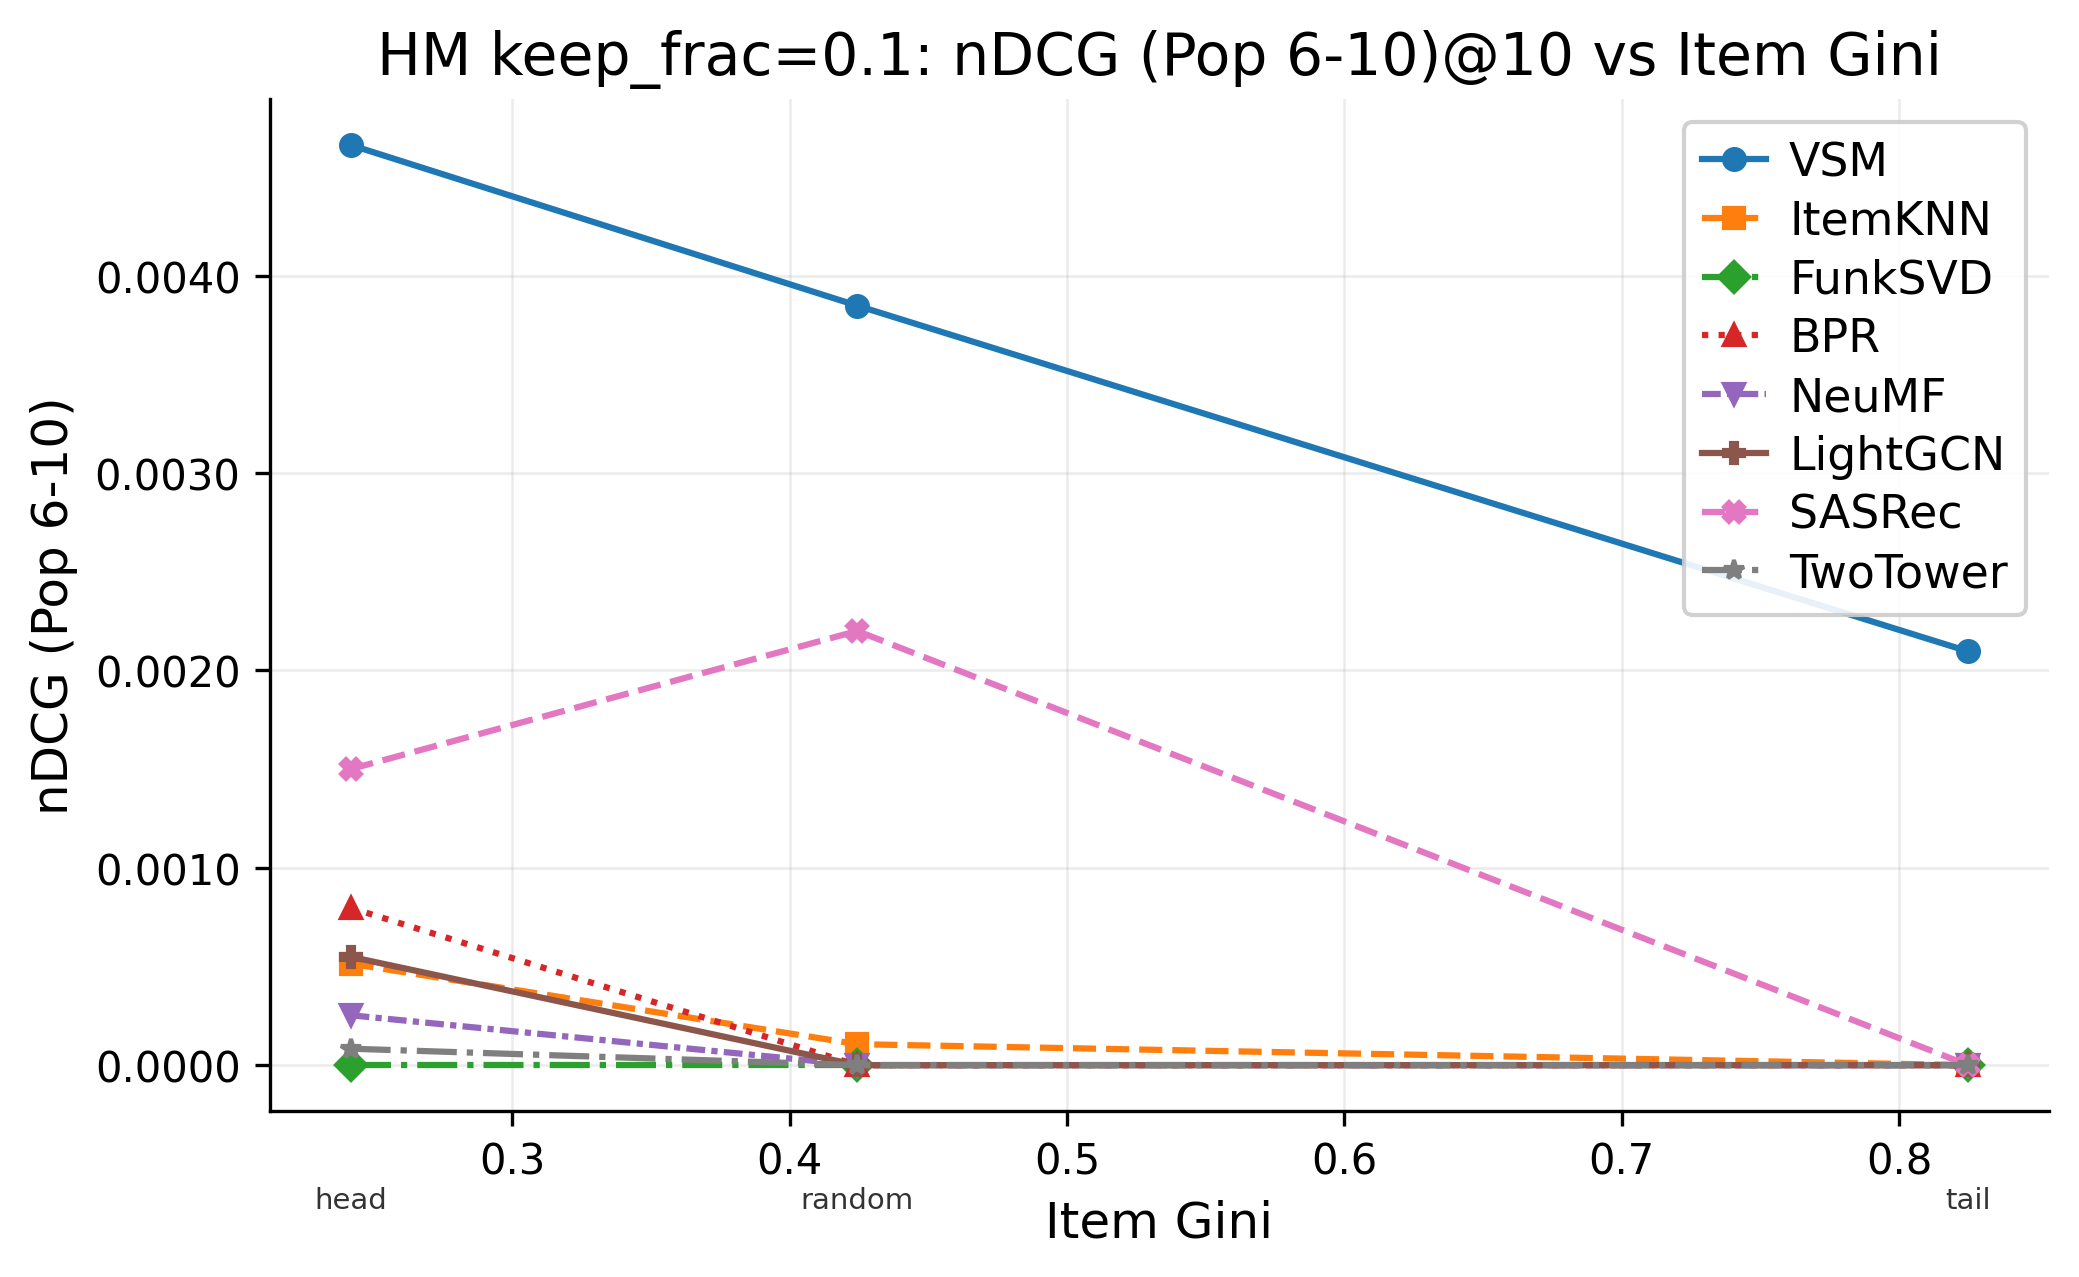 HM keep_frac=0.1: nDCG (Pop 6-10)@10 vs Item Gini
nDCG (Pop 6-10)
0.0040
0.0030
0.0020
0.0010
0.0000
VSM
ItemKNN
FunkSVD
BPR
NeuMF
LightGCN
SASRec
TwoTower
0.3 0.4 0.5 0.6 0.7 0.8
head random tail
Item Gini